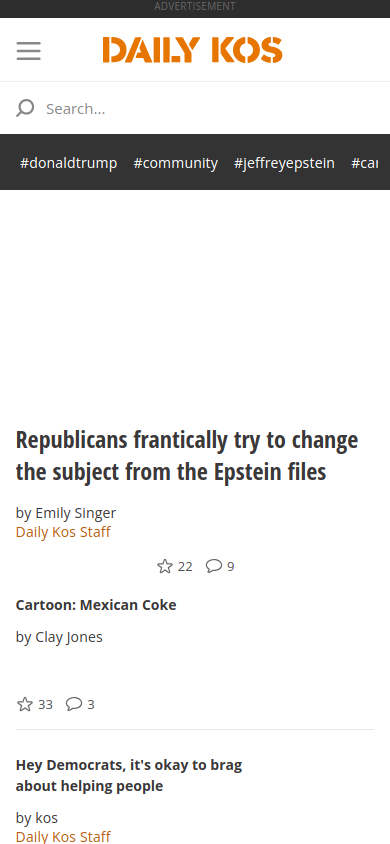 ADVERTISEMENT
DAILY KOS
Search...
#donaldtrump #community #jeffreyepstein
Republicans frantically try to change
the subject from the Epstein files
by Emily Singer
Daily Kos Staff
22 9
Cartoon: Mexican Coke
by Clay Jones
33 3
Hey Democrats, it's okay to brag
about helping people
by kos
Daily Kos Staff